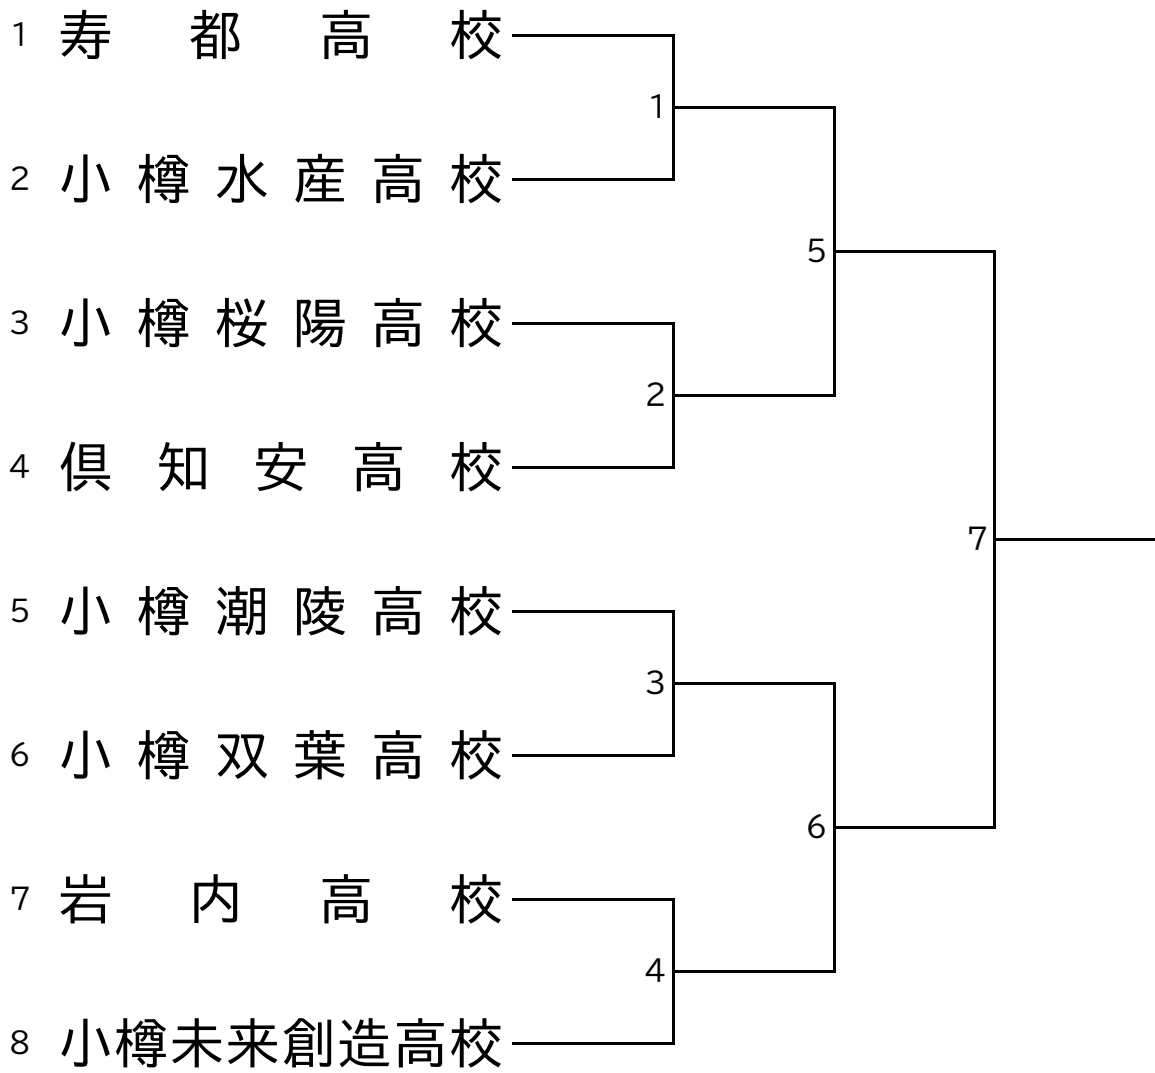 1 寿都高校
1
2 小樽水産高校
5
3 小樽桜陽高校
2
4 倶知安高校
7
5 小樽潮陵高校
3
6 小樽双葉高校
6
7 岩内高校
4
8 小樽未来創造高校